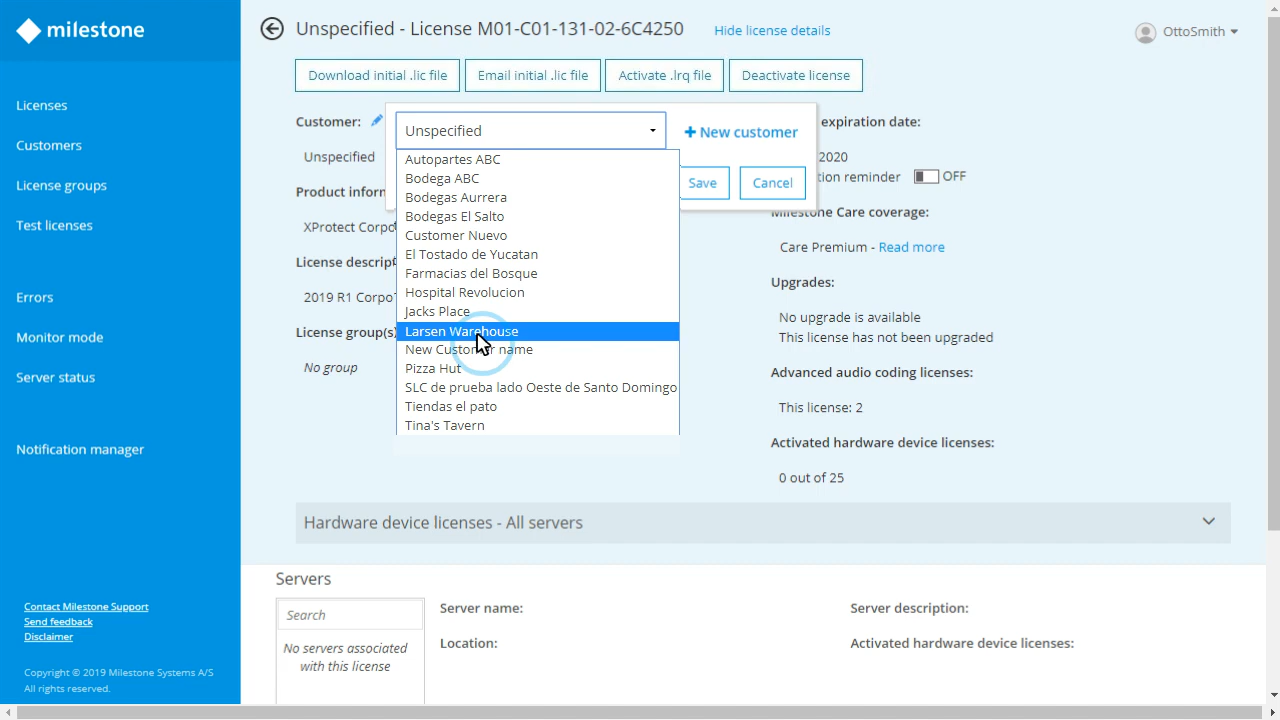 milestone
Unspecified - License M01-C01-131-02-6C4250
Hide license details
OttoSmith
Download initial .lic file
Email initial .lic file
Activate .lrq file
Deactivate license
Licenses
Customers
License groups
Test licenses
Errors
Monitor mode
Server status
Notification manager
Customer:
Unspecified
Product inform
XProtect Corpo
License descrip
2019 R1 Corpo
License group(s)
No group
Unspecified
+ New customer
Save
Cancel
Autopartes ABC
Bodega ABC
Bodegas Aurrera
Bodegas El Salto
Customer Nuevo
El Tostado de Yucatan
Farmacias del Bosque
Hospital Revolucion
Jacks Place
Larsen Warehouse
New Customer name
Pizza Hut
SLC de prueba lado Oeste de Santo Domingo
Tiendas el pato
Tina's Tavern
expiration date:
2020
ion reminder
OFF
Milestone Care coverage:
Care Premium - Read more
Upgrades:
No upgrade is available
This license has not been upgraded
Advanced audio coding licenses:
This license: 2
Activated hardware device licenses:
0 out of 25
Hardware device licenses - All servers
Servers
Search
No servers associated
with this license
Server name:
Location:
Server description:
Activated hardware device licenses:
Contact Milestone Support
Send feedback
Disclaimer
Copyright © 2019 Milestone Systems A/S
All rights reserved.